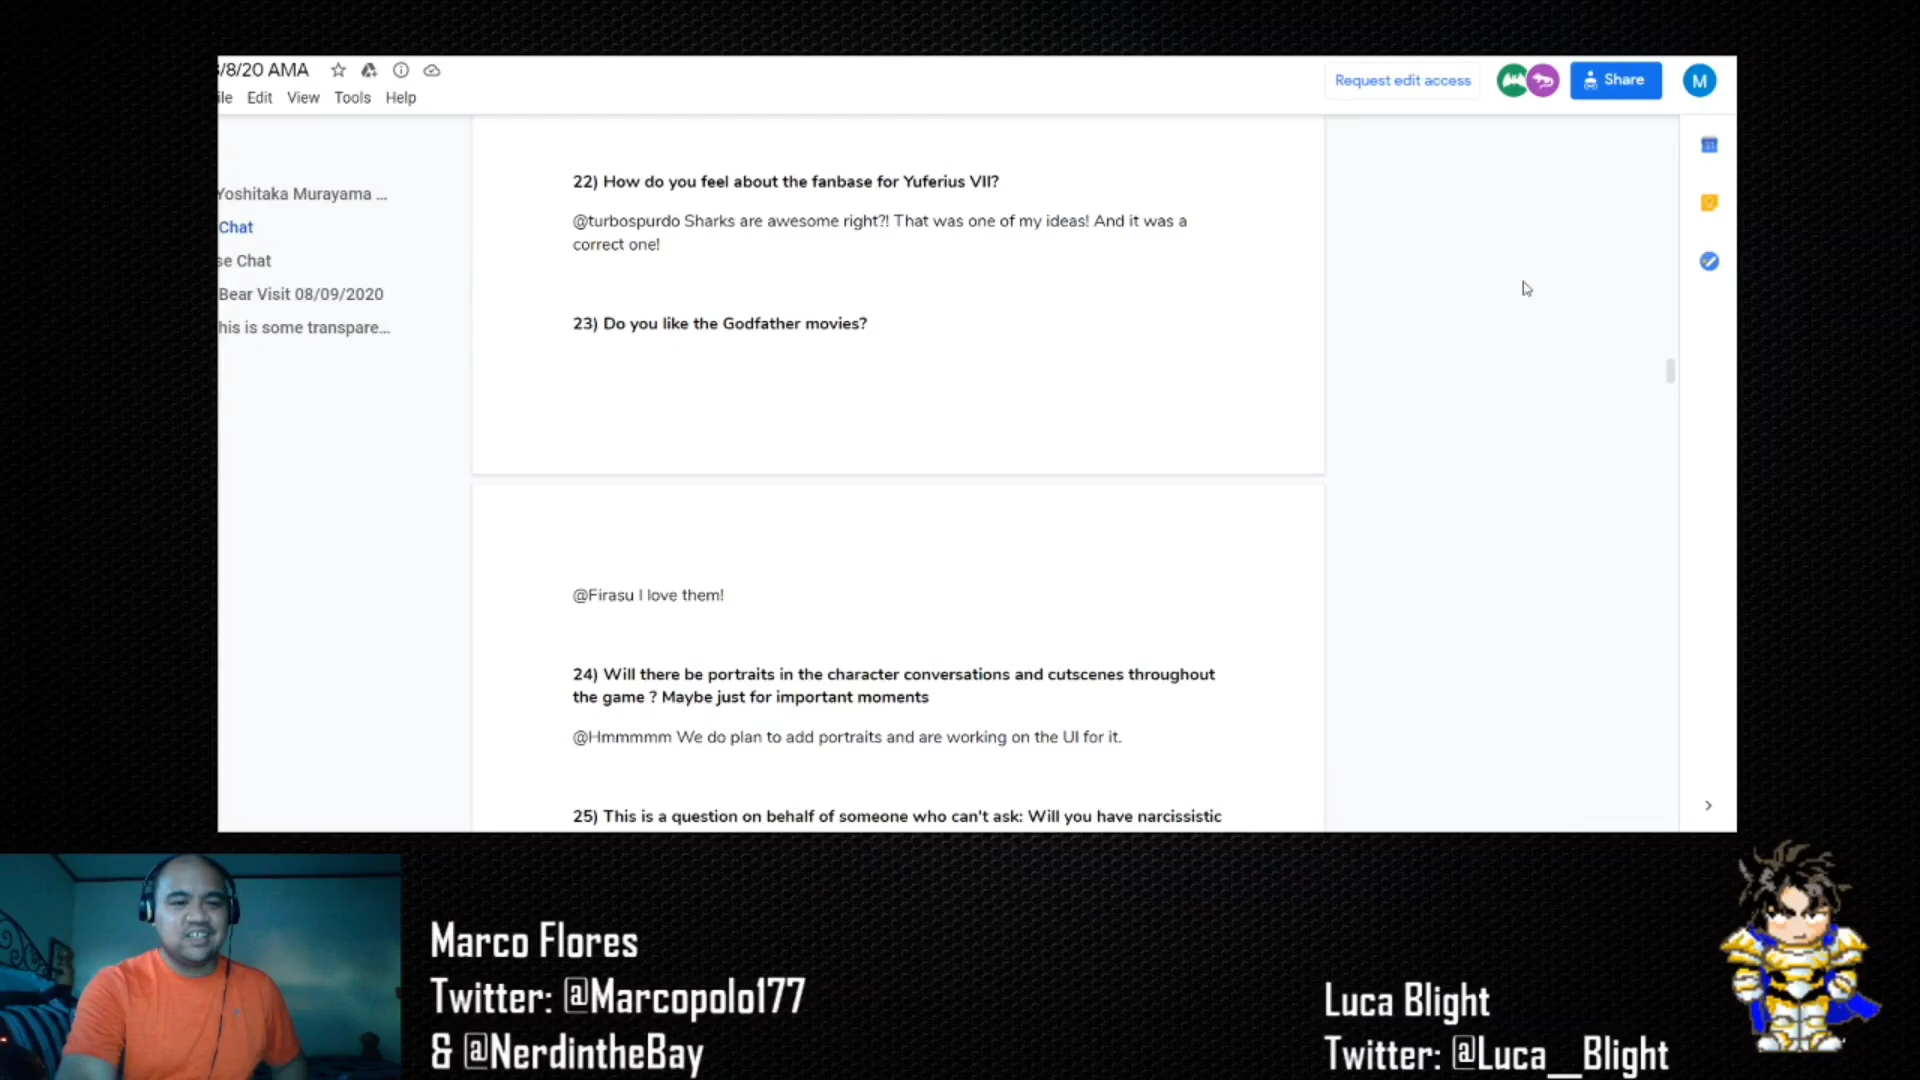 /8/20 AMA
ile Edit View Tools Help
Request edit access
Share
M
Yoshitaka Murayama ...
Chat
se Chat
Bear Visit 08/09/2020
his is some transpare...
22) How do you feel about the fanbase for Yuferius VII?
@turbospurdo Sharks are awesome right?! That was one of my ideas! And it was a
correct one!
23) Do you like the Godfather movies?
@Firasu I love them!
24) Will there be portraits in the character conversations and cutscenes throughout
the game ? Maybe just for important moments
@Hmmmmm We do plan to add portraits and are working on the UI for it.
25) This is a question on behalf of someone who can't ask: Will you have narcissistic
Marco Flores
Twitter: @Marcopolo177
& @NerdintheBay
Luca Blight
Twitter: @Luca__Blight